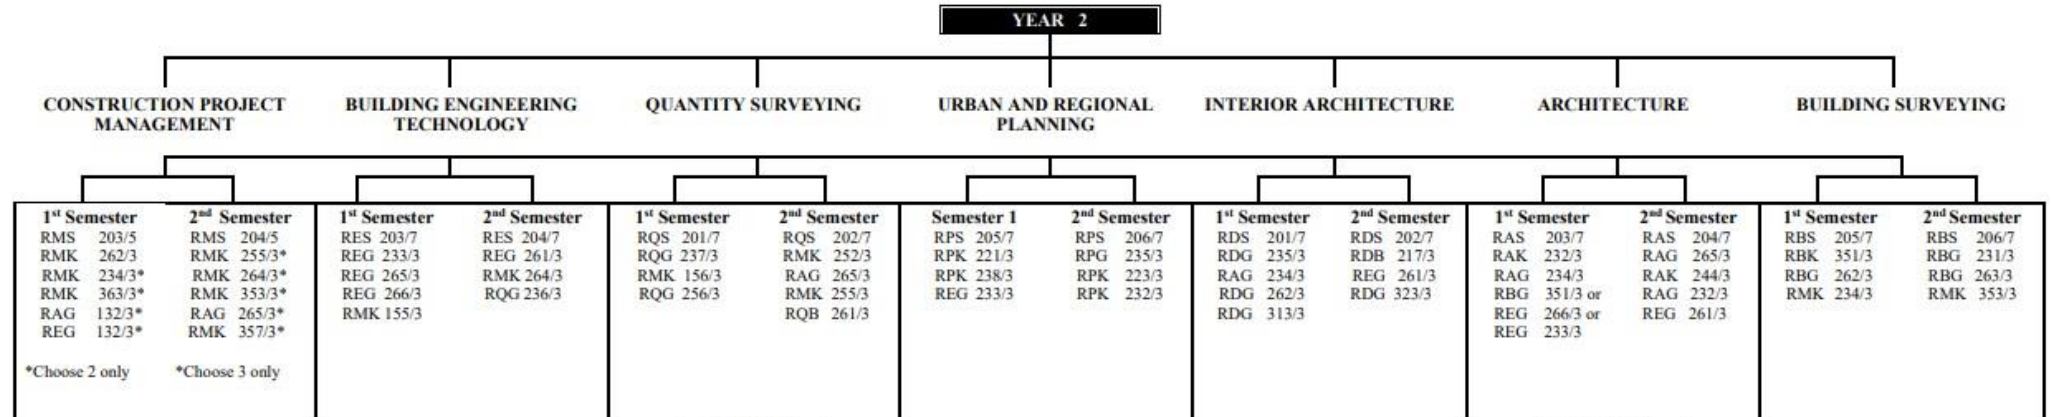 YEAR 2
CONSTRUCTION PROJECT
MANAGEMENT
BUILDING ENGINEERING
TECHNOLOGY
QUANTITY SURVEYING
URBAN AND REGIONAL
PLANNING
INTERIOR ARCHITECTURE
ARCHITECTURE
BUILDING SURVEYING
1st Semester
RMS 203/5
RMK 262/3
RMK 234/3*
RMK 363/3*
RAG 132/3*
REG 132/3*
*Choose 2 only
2nd Semester
RMS 204/5
RMK 255/3*
RMK 264/3*
RMK 353/3*
RAG 265/3*
RMK 357/3*
*Choose 3 only
1st Semester
RES 203/7
REG 233/3
REG 265/3
REG 266/3
RMK 155/3
2nd Semester
RES 204/7
REG 261/3
RMK 264/3
RQG 236/3
1st Semester
RQS 201/7
RQG 237/3
RMK 156/3
RQG 256/3
2nd Semester
RQS 202/7
RMK 252/3
RAG 265/3
RMK 255/3
RQB 261/3
Semester 1
RPS 205/7
RPK 221/3
RPK 238/3
REG 233/3
2nd Semester
RPS 206/7
RPG 235/3
RPK 223/3
RPK 232/3
1st Semester
RDS 201/7
RDG 235/3
RAG 234/3
RDG 262/3
RDG 313/3
2nd Semester
RDS 202/7
RDB 217/3
REG 261/3
RDG 323/3
1st Semester
RAS 203/7
RAK 232/3
RAG 234/3
RBG 351/3 or
REG 266/3 or
REG 233/3
2nd Semester
RAS 204/7
RAG 265/3
RAK 244/3
RAG 232/3
REG 261/3
1st Semester
RBS 205/7
RBK 351/3
RBG 262/3
RMK 234/3
2nd Semester
RBS 206/7
RBG 231/3
RBG 263/3
RMK 353/3